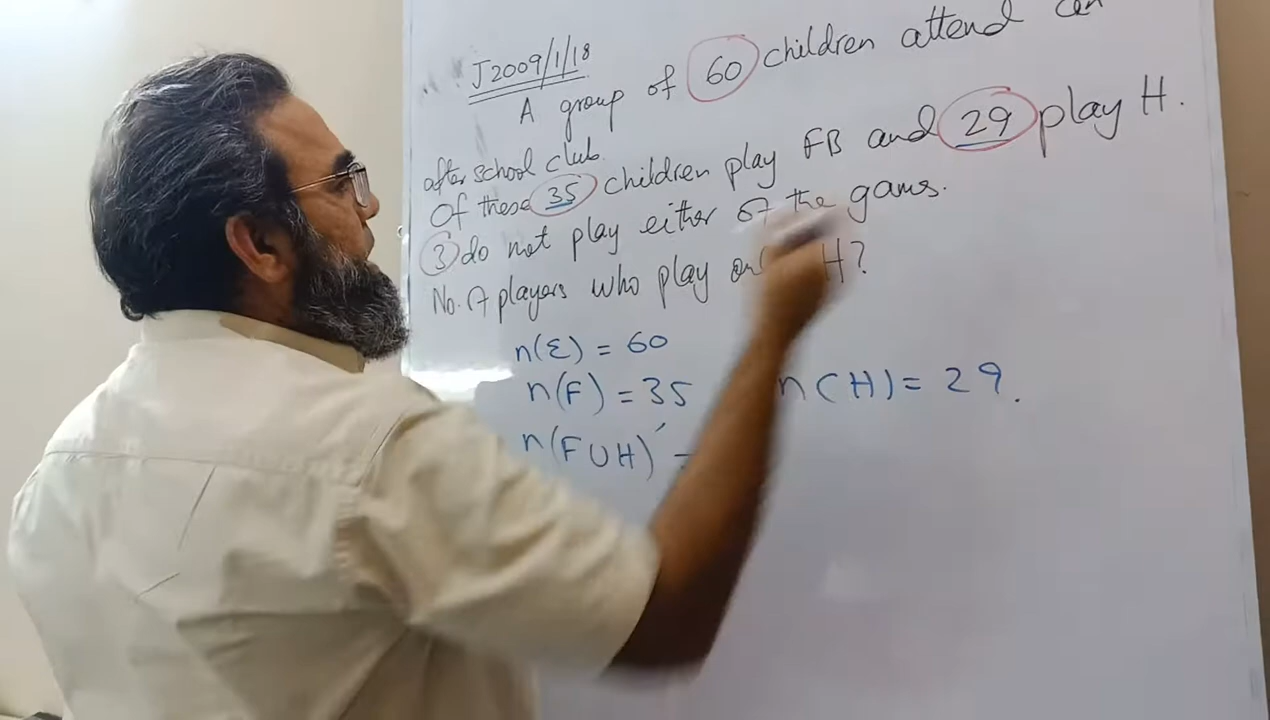 J2009/1/18
A group of 60 children attend an
after school club.
Of these 35 children play FB and 29 play H.
3 do not play either of the gams.
No. of players who play H?
n(Ɛ) = 60
n(F) = 35 n(H) = 29.
n(F∪H)′ =